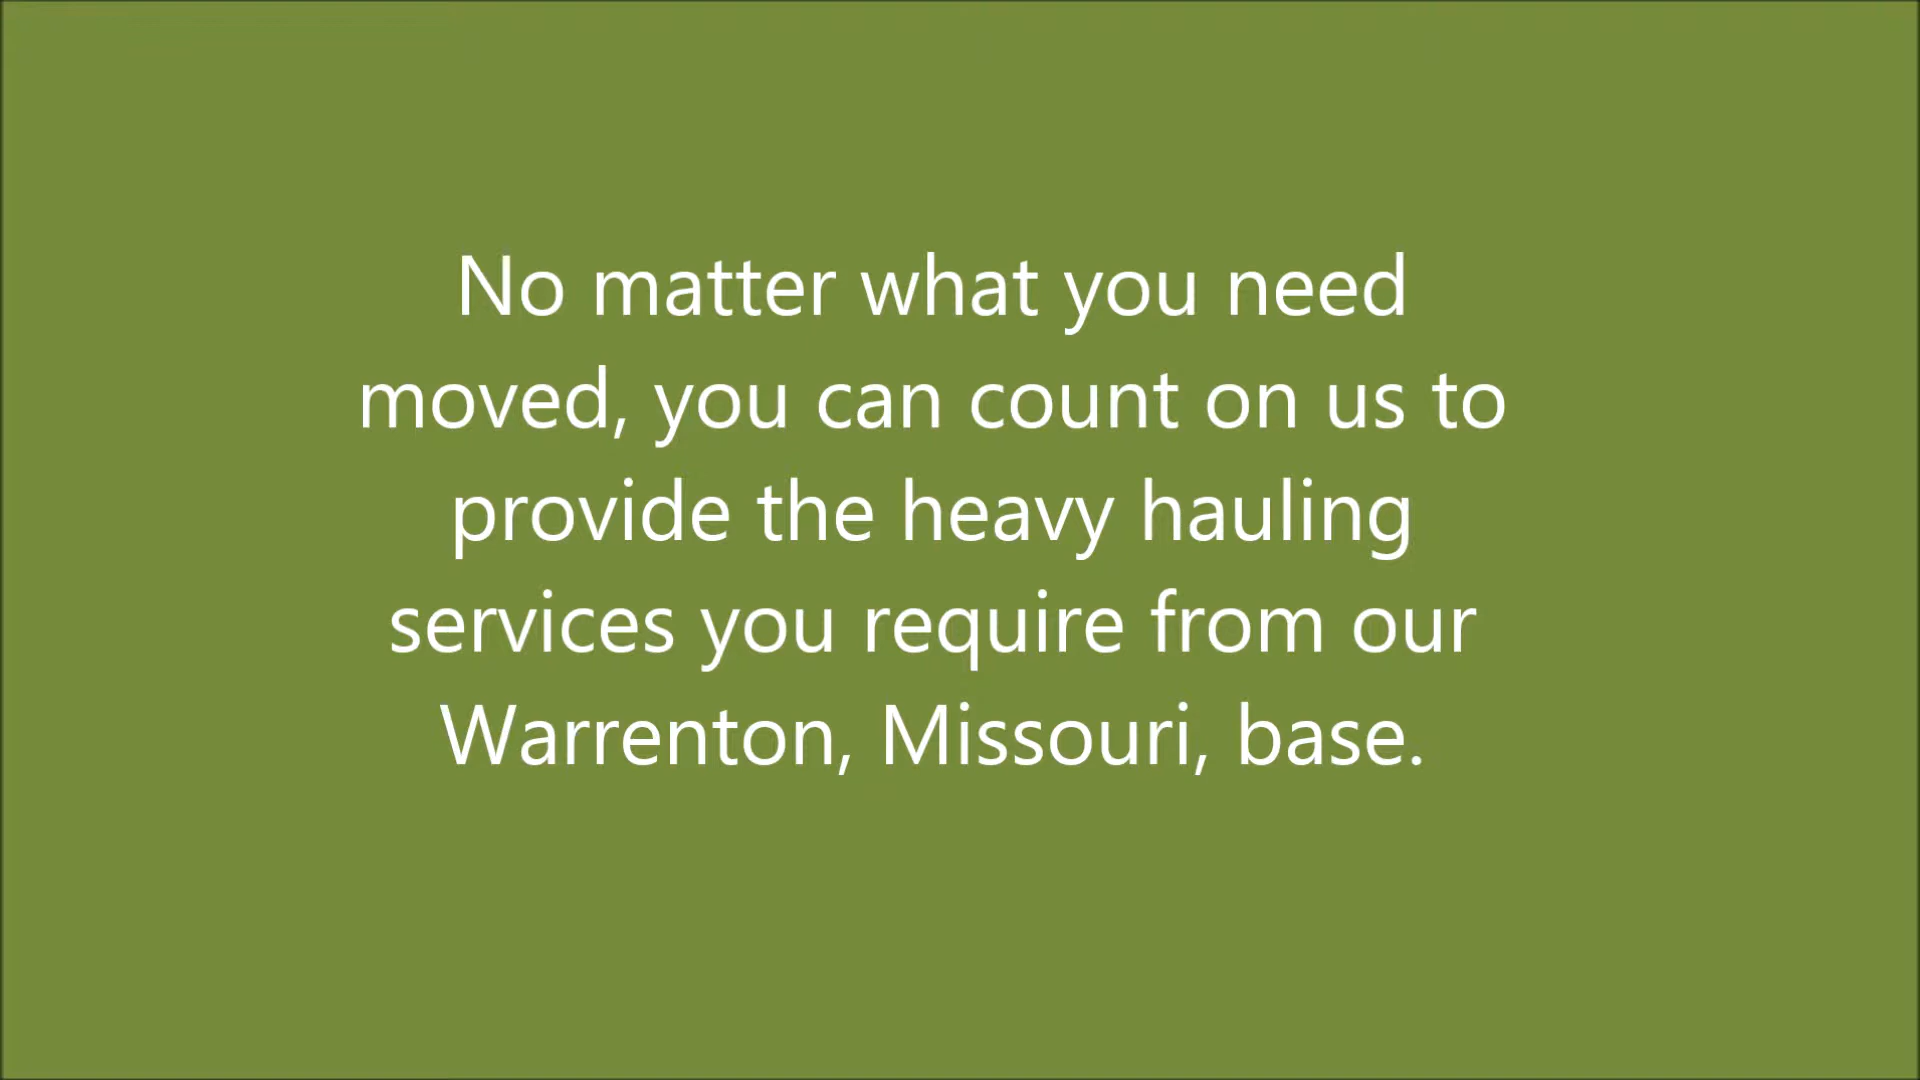 No matter what you need
moved, you can count on us to
provide the heavy hauling
services you require from our
Warrenton, Missouri, base.